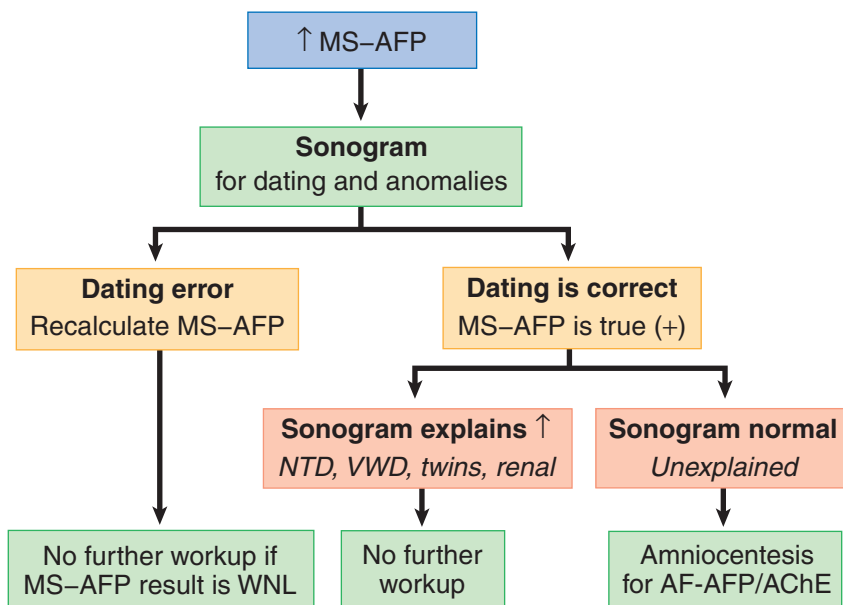 ↑ MS–AFP
Sonogram
for dating and anomalies
Dating error
Recalculate MS–AFP
Dating is correct
MS–AFP is true (+)
Sonogram explains ↑
NTD, VWD, twins, renal
Sonogram normal
Unexplained
No further workup if
MS–AFP result is WNL
No further
workup
Amniocentesis
for AF-AFP/AChE